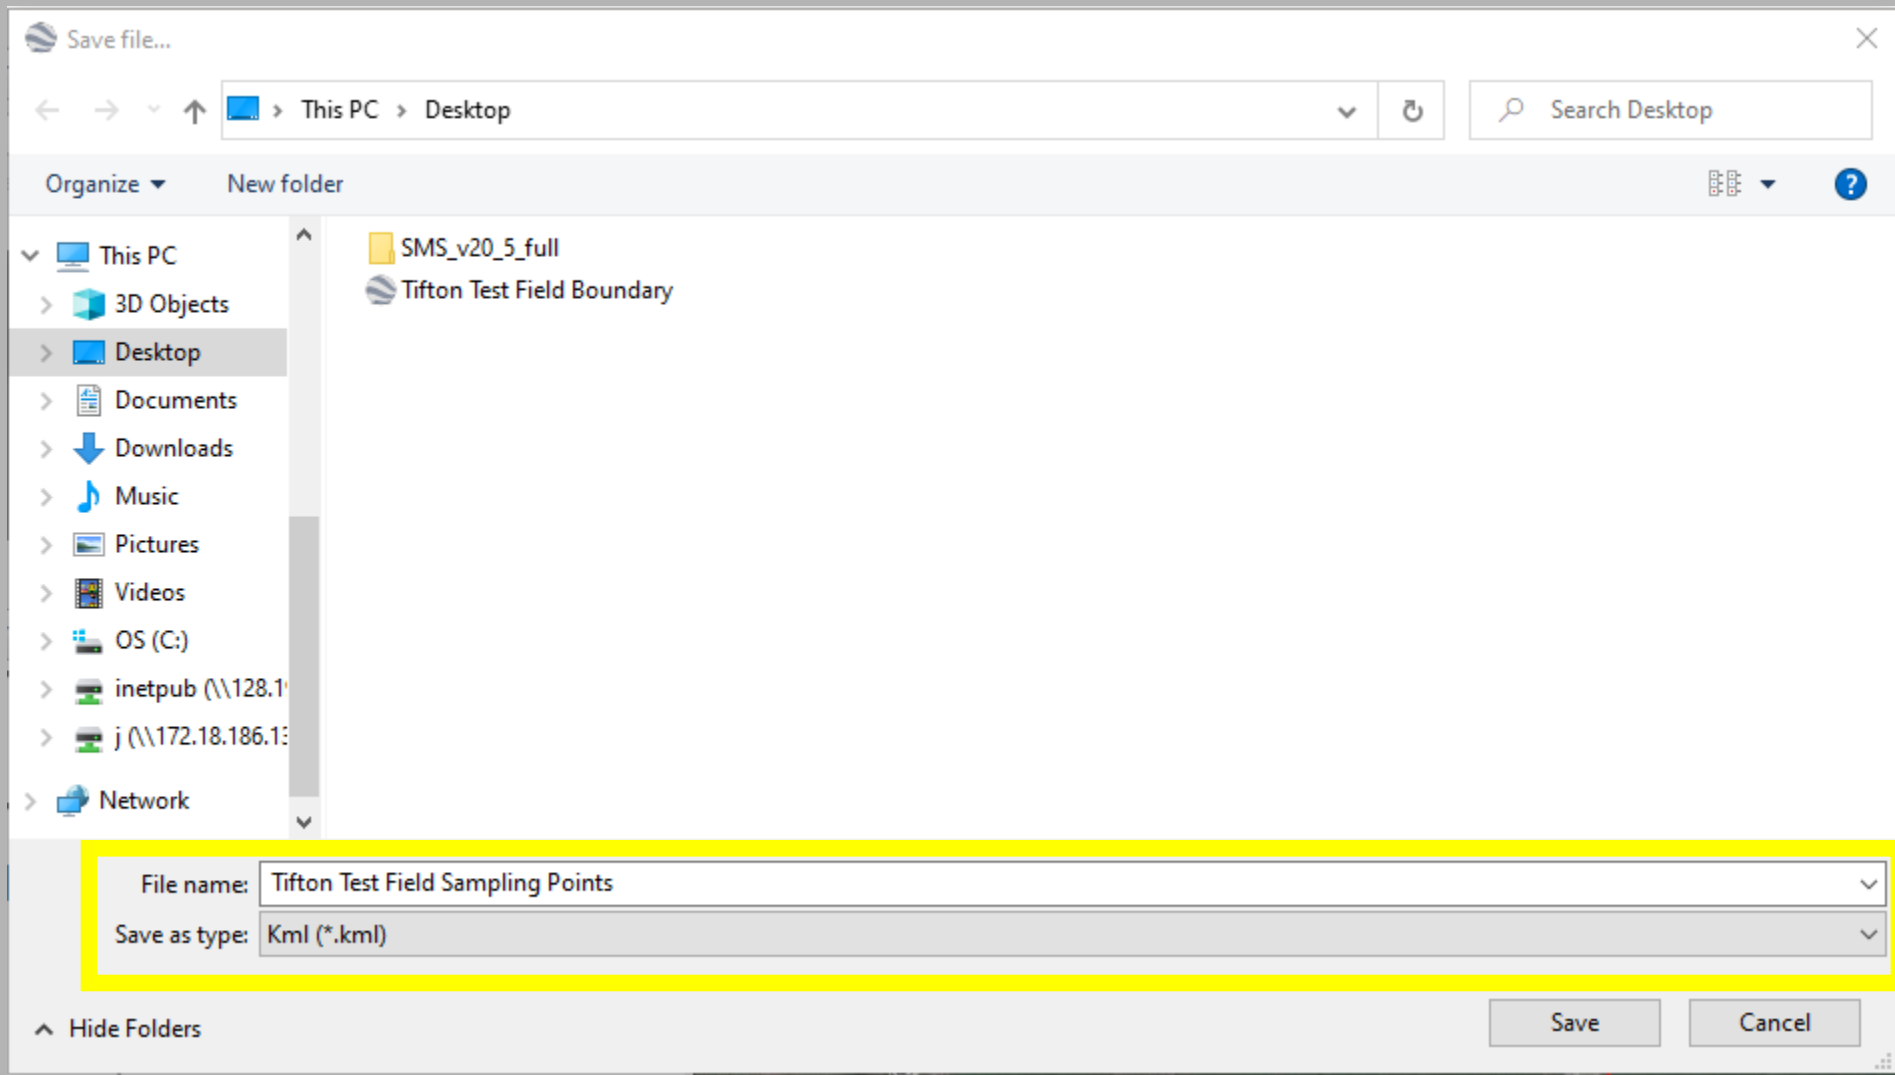 Save file...
This PC > Desktop
Search Desktop
Organize
New folder
?
This PC
3D Objects
Desktop
Documents
Downloads
Music
Pictures
Videos
OS (C:)
inetpub (\\128.1
j (\\172.18.186.13
Network
SMS_v20_5_full
Tifton Test Field Boundary
File name: Tifton Test Field Sampling Points
Save as type: Kml (*.kml)
Hide Folders
Save
Cancel